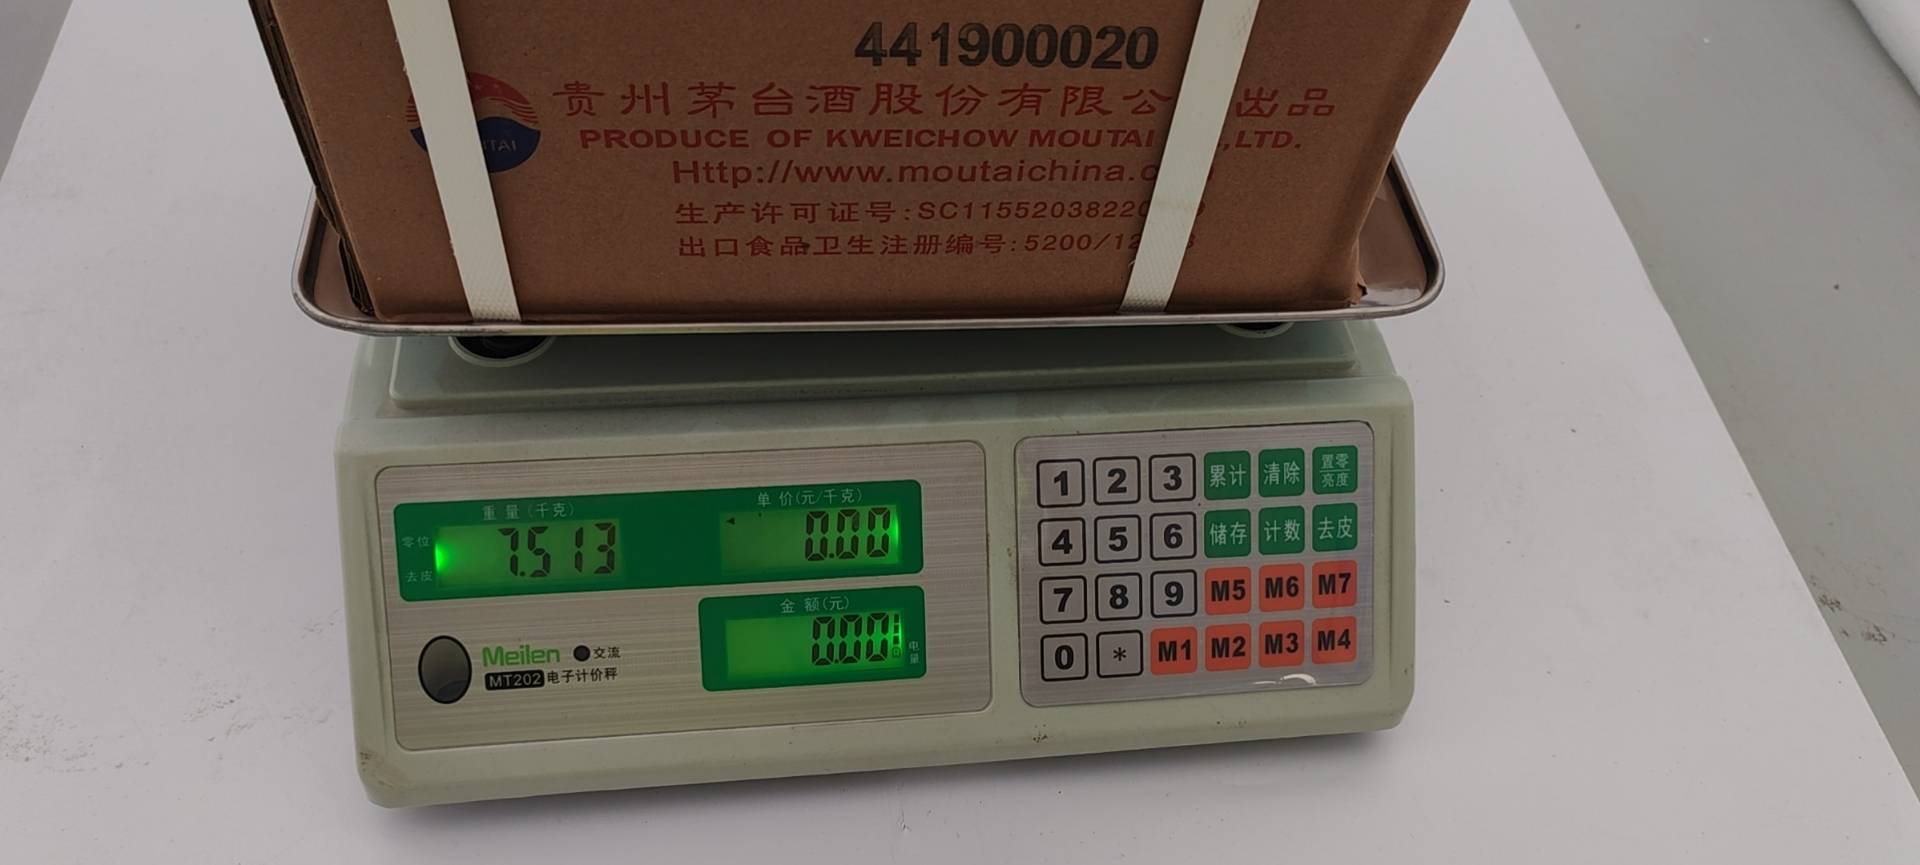 441900020
贵州茅台酒股份有限公 出品
PRODUCE OF KWEICHOW MOUTAI ,LTD.
Http://www.moutaichina.
生产许可证号:SC1155203822
出口食品卫生注册编号:5200/12
重量(千克)
零位
去皮
7.513
单价(元/千克)
0.00
金额(元)
0.00
电量
Meilen 交流
MT202 电子计价秤
1 2 3 累计 清除 置零 亮度
4 5 6 储存 计数 去皮
7 8 9 M5 M6 M7
0 * M1 M2 M3 M4